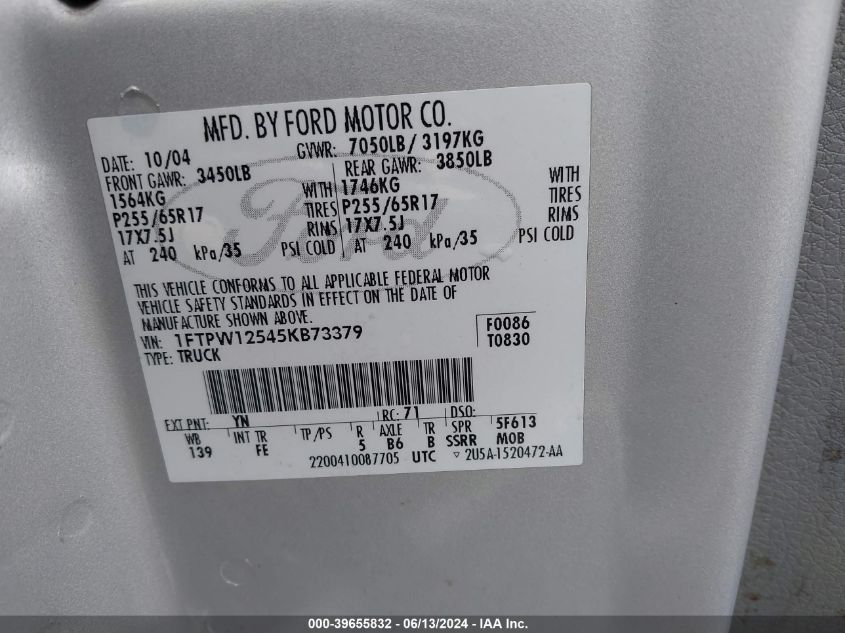 MFD. BY FORD MOTOR CO.
DATE: 10/04 GVWR: 7050LB/ 3197KG
FRONT GAWR: 3450LB REAR GAWR: 3850LB
1564KG WITH 1746KG WITH
P255/65R17 TIRES P255/65R17 TIRES
17X7.5J RIMS 17X7.5J RIMS
AT 240 kPa/35 PSI COLD AT 240 kPa/35 PSI COLD
Ford
THIS VEHICLE CONFORMS TO ALL APPLICABLE FEDERAL MOTOR
VEHICLE SAFETY STANDARDS IN EFFECT ON THE DATE OF
MANUFACTURE SHOWN ABOVE.
VIN: 1FTPW12545KB73379 F0086
TYPE: TRUCK T0830
EXT PNT: YN RC: 71 DSO:
WB INT TR TP/PS R AXLE TR SPR 5F613
139 FE 5 B6 B SSRR MOB
2200410087705 UTC ▽ 2U5A-1520472-AA
000-39655832 - 06/13/2024 - IAA Inc.